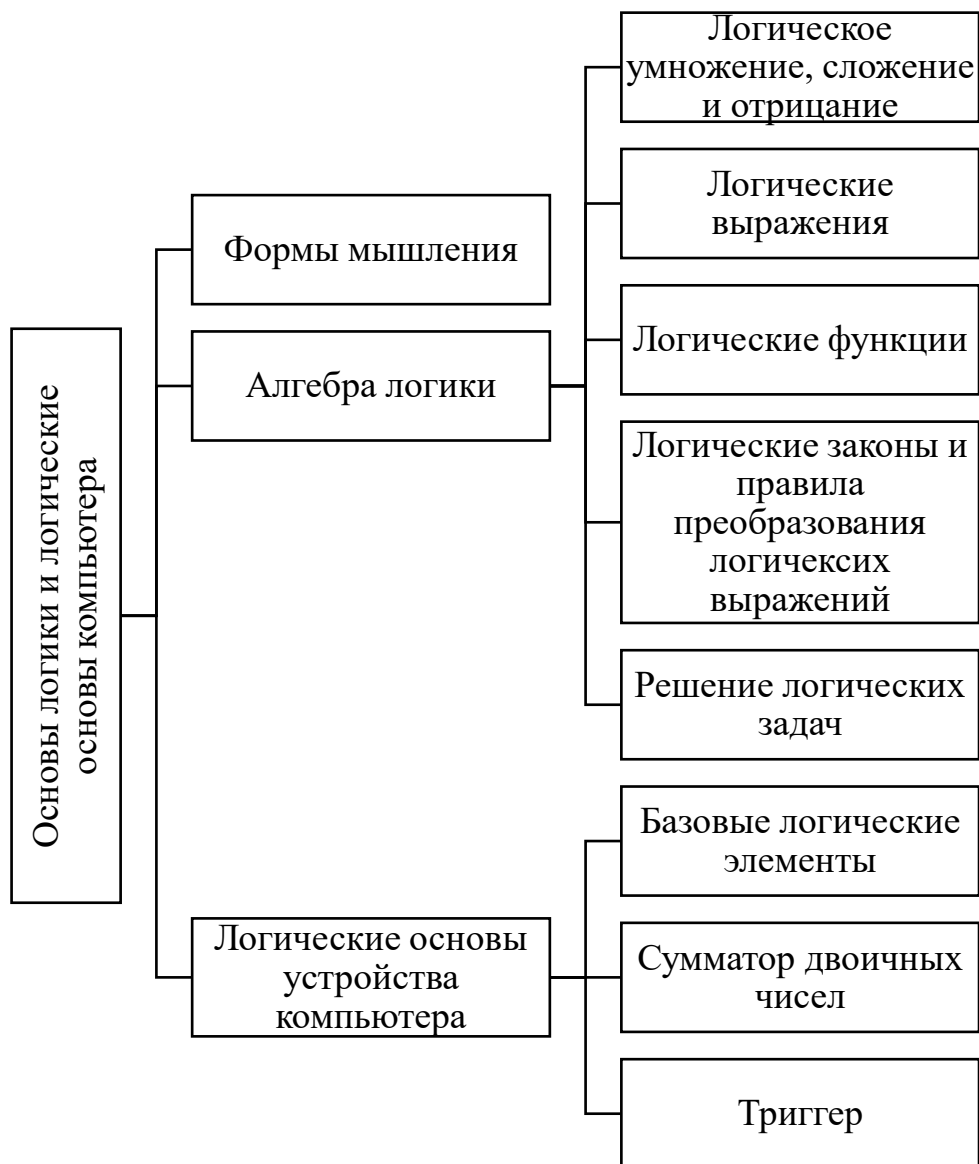 Основы логики и логические
основы компьютера
Формы мышления
Алгебра логики
Логическое
умножение, сложение
и отрицание
Логические
выражения
Логические функции
Логические законы и
правила
преобразования
логичексих
выражений
Решение логических
задач
Логические основы
устройства
компьютера
Базовые логические
элементы
Сумматор двоичных
чисел
Триггер